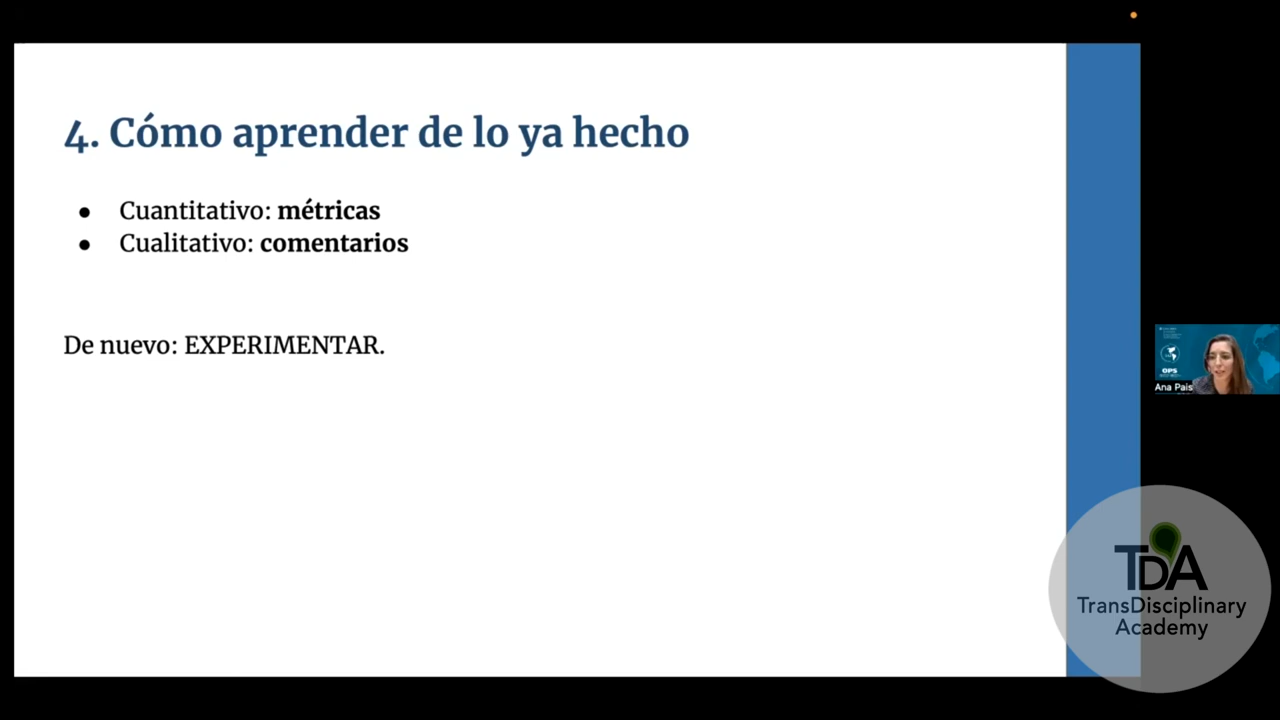 4. Cómo aprender de lo ya hecho
● Cuantitativo: métricas
● Cualitativo: comentarios
De nuevo: EXPERIMENTAR.
OPS
Ana Pais
TDA
TransDisciplinary
Academy